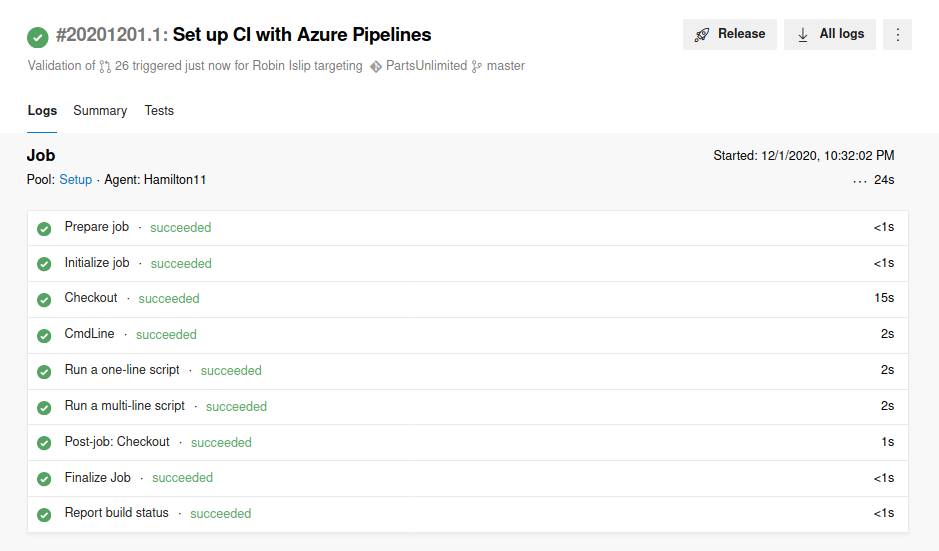 #20201201.1: Set up CI with Azure Pipelines
Release
All logs
Validation of 26 triggered just now for Robin Islip targeting PartsUnlimited master
Logs Summary Tests
Job
Started: 12/1/2020, 10:32:02 PM
Pool: Setup · Agent: Hamilton11
··· 24s
Prepare job · succeeded <1s
Initialize job · succeeded <1s
Checkout · succeeded 15s
CmdLine · succeeded 2s
Run a one-line script · succeeded 2s
Run a multi-line script · succeeded 2s
Post-job: Checkout · succeeded 1s
Finalize Job · succeeded <1s
Report build status · succeeded <1s